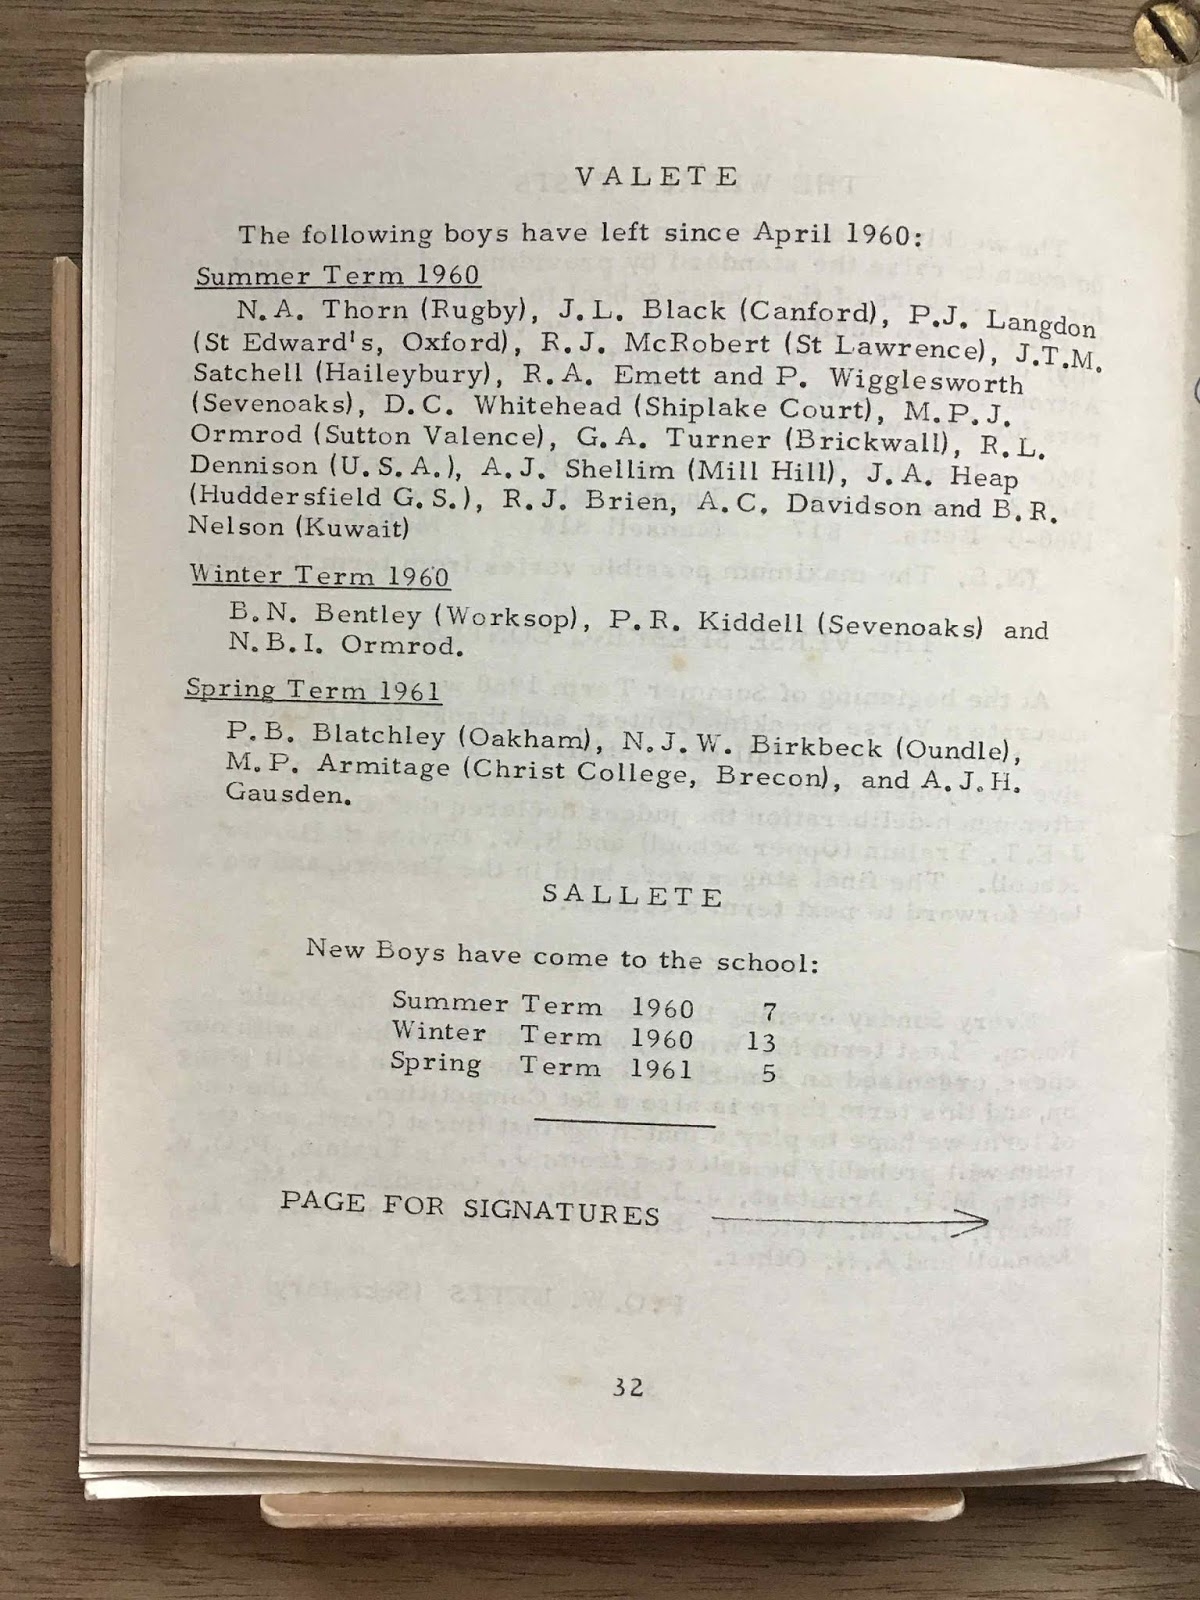 VALETE
The following boys have left since April 1960:
Summer Term 1960
N.A. Thorn (Rugby), J.L. Black (Canford), P.J. Langdon
(St Edward's, Oxford), R.J. McRobert (St Lawrence), J.T.M.
Satchell (Haileybury), R.A. Emett and P. Wigglesworth
(Sevenoaks), D.C. Whitehead (Shiplake Court), M.P.J.
Ormrod (Sutton Valence), G.A. Turner (Brickwall), R.L.
Dennison (U.S.A.), A.J. Shellim (Mill Hill), J.A. Heap
(Huddersfield G.S.), R.J. Brien, A.C. Davidson and B.R.
Nelson (Kuwait)
Winter Term 1960
B.N. Bentley (Worksop), P.R. Kiddell (Sevenoaks) and
N.B.I. Ormrod.
Spring Term 1961
P.B. Blatchley (Oakham), N.J.W. Birkbeck (Oundle),
M.P. Armitage (Christ College, Brecon), and A.J.H.
Gausden.
SALLETE
New Boys have come to the school:
Summer Term 1960 7
Winter Term 1960 13
Spring Term 1961 5
PAGE FOR SIGNATURES
32